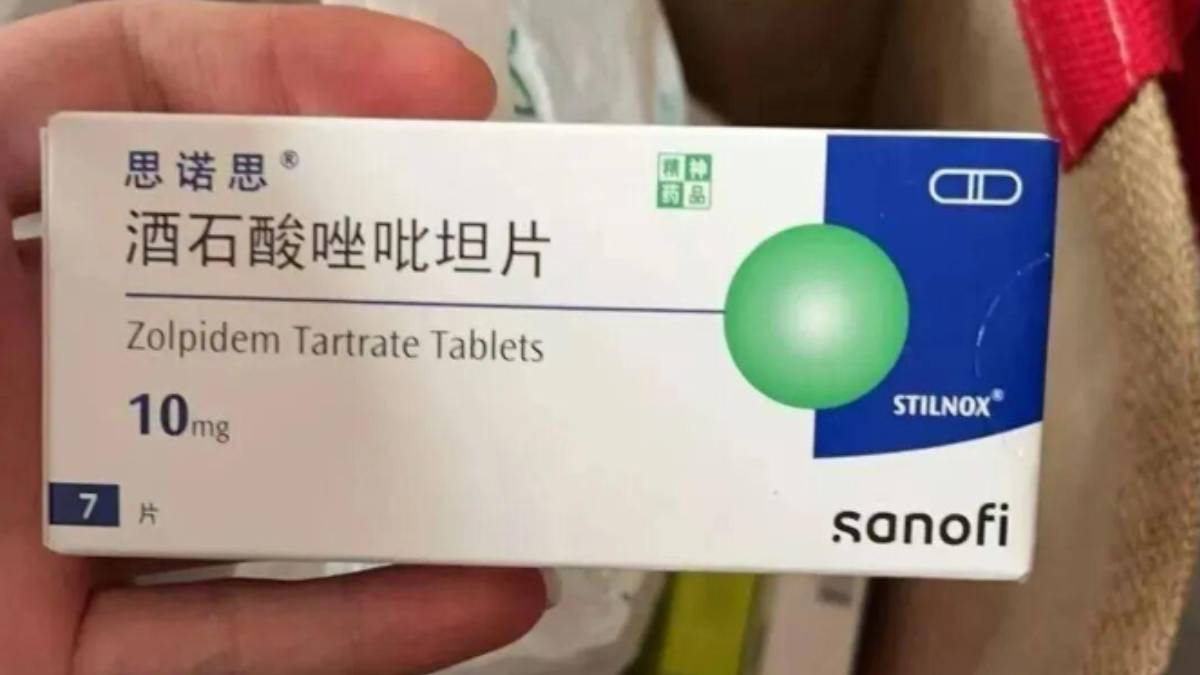 思诺思®
精神
药品
酒石酸唑吡坦片
Zolpidem Tartrate Tablets
10mg
STILNOX®
7 片
sanofi